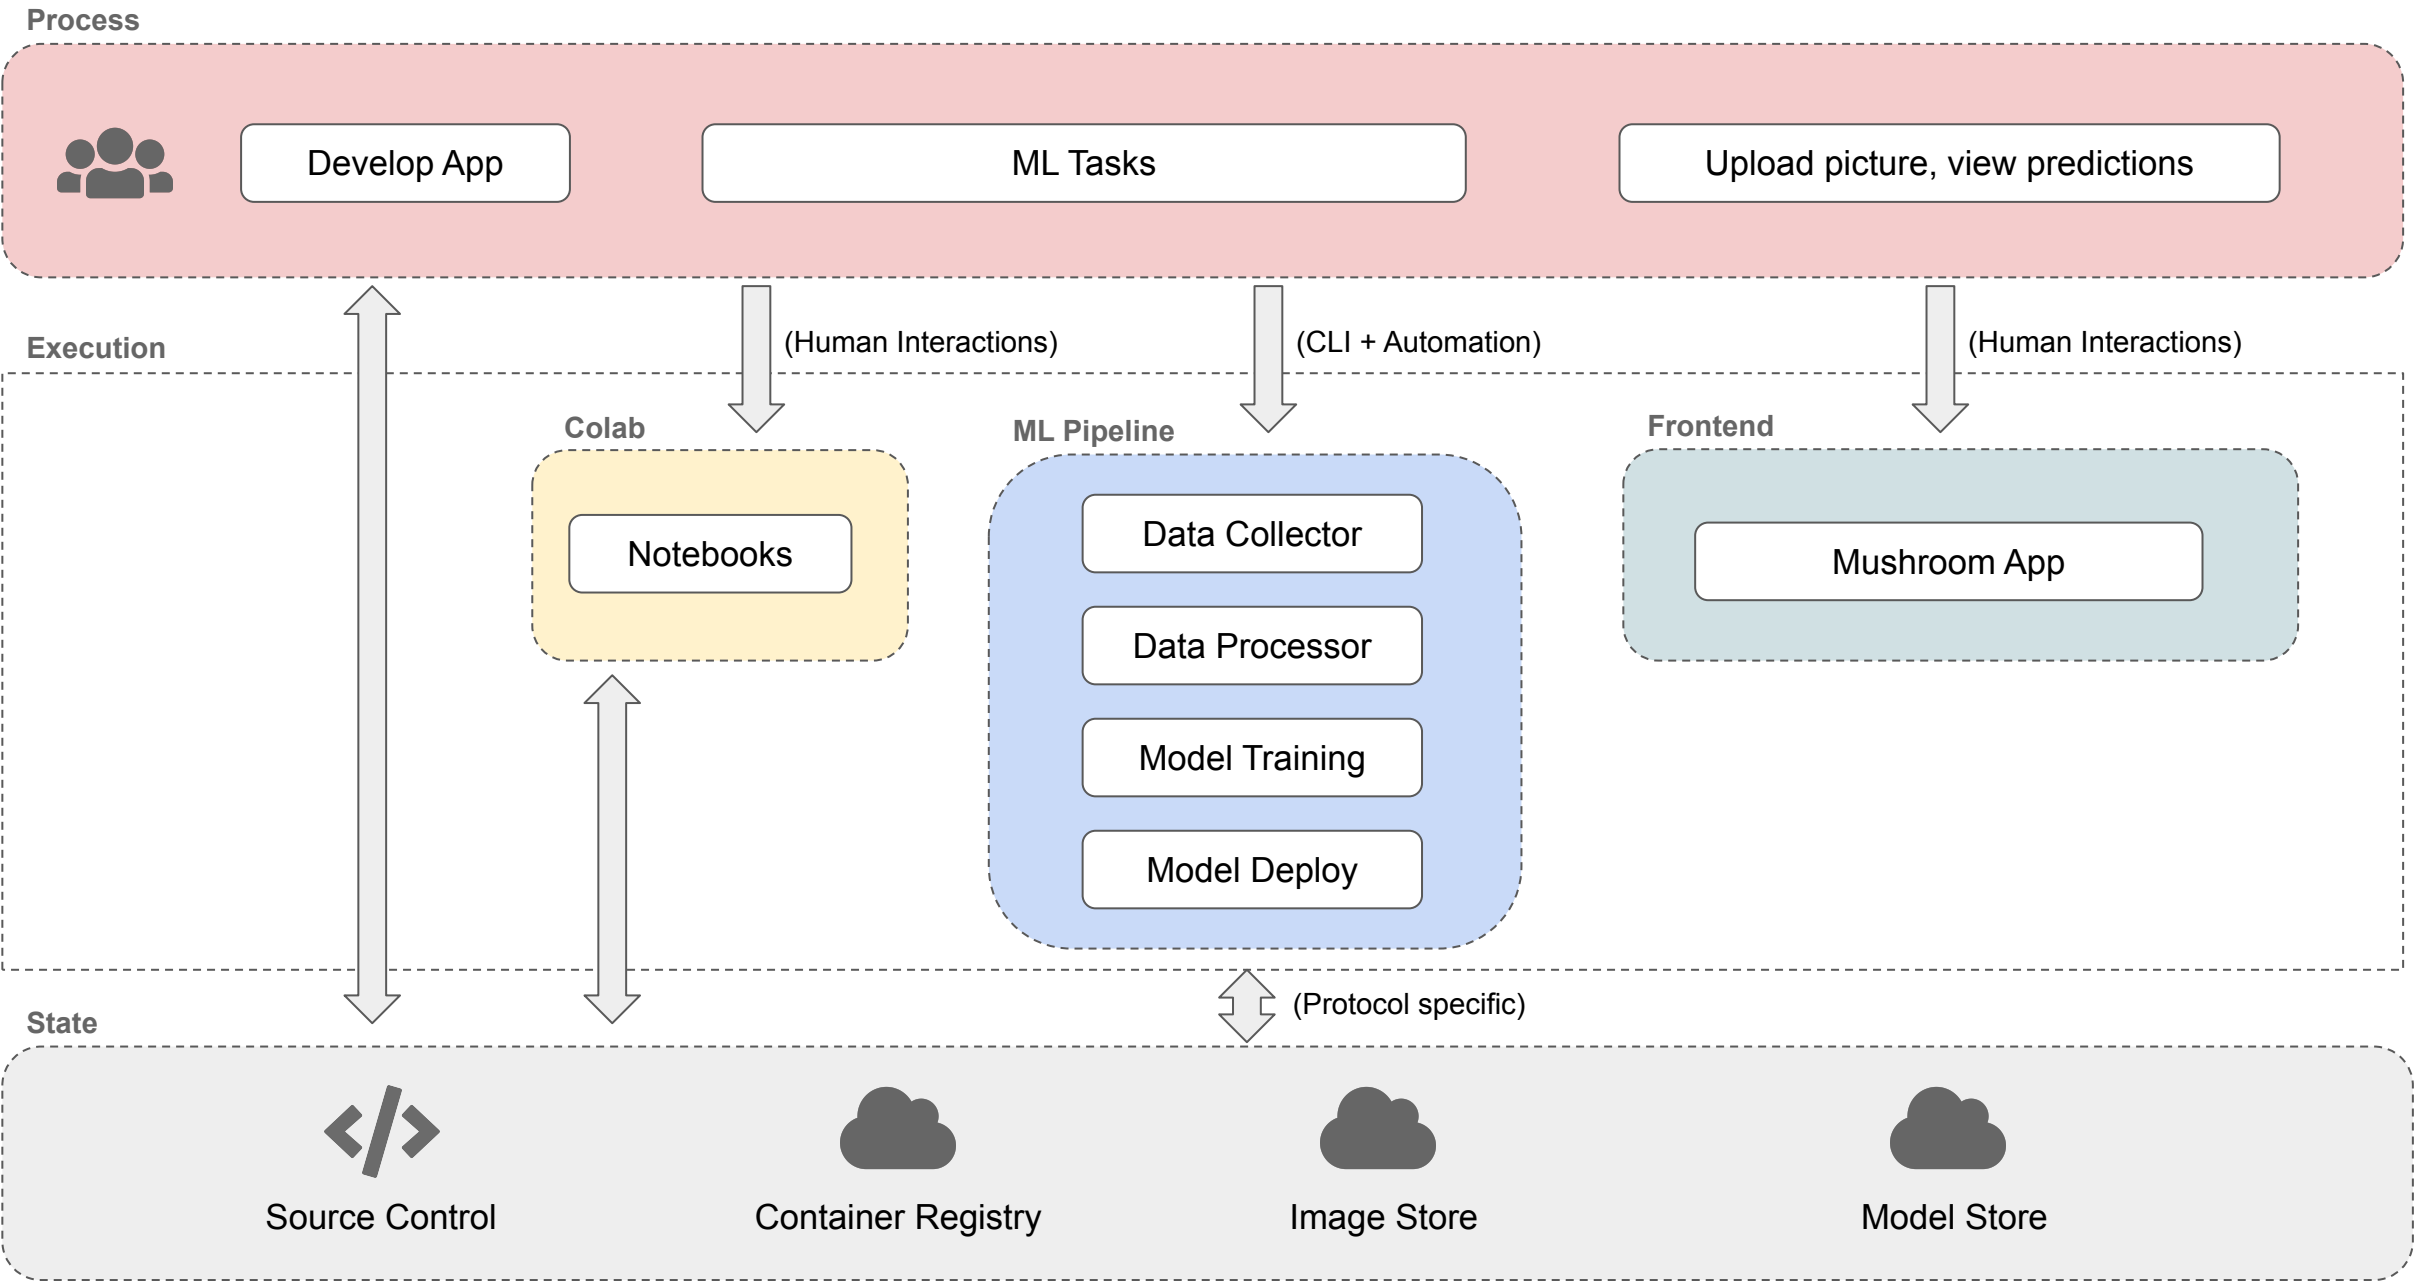 Process
Develop App
ML Tasks
Upload picture, view predictions
(Human Interactions)
(CLI + Automation)
(Human Interactions)
Execution
Colab
Notebooks
ML Pipeline
Data Collector
Data Processor
Model Training
Model Deploy
Frontend
Mushroom App
(Protocol specific)
State
Source Control
Container Registry
Image Store
Model Store